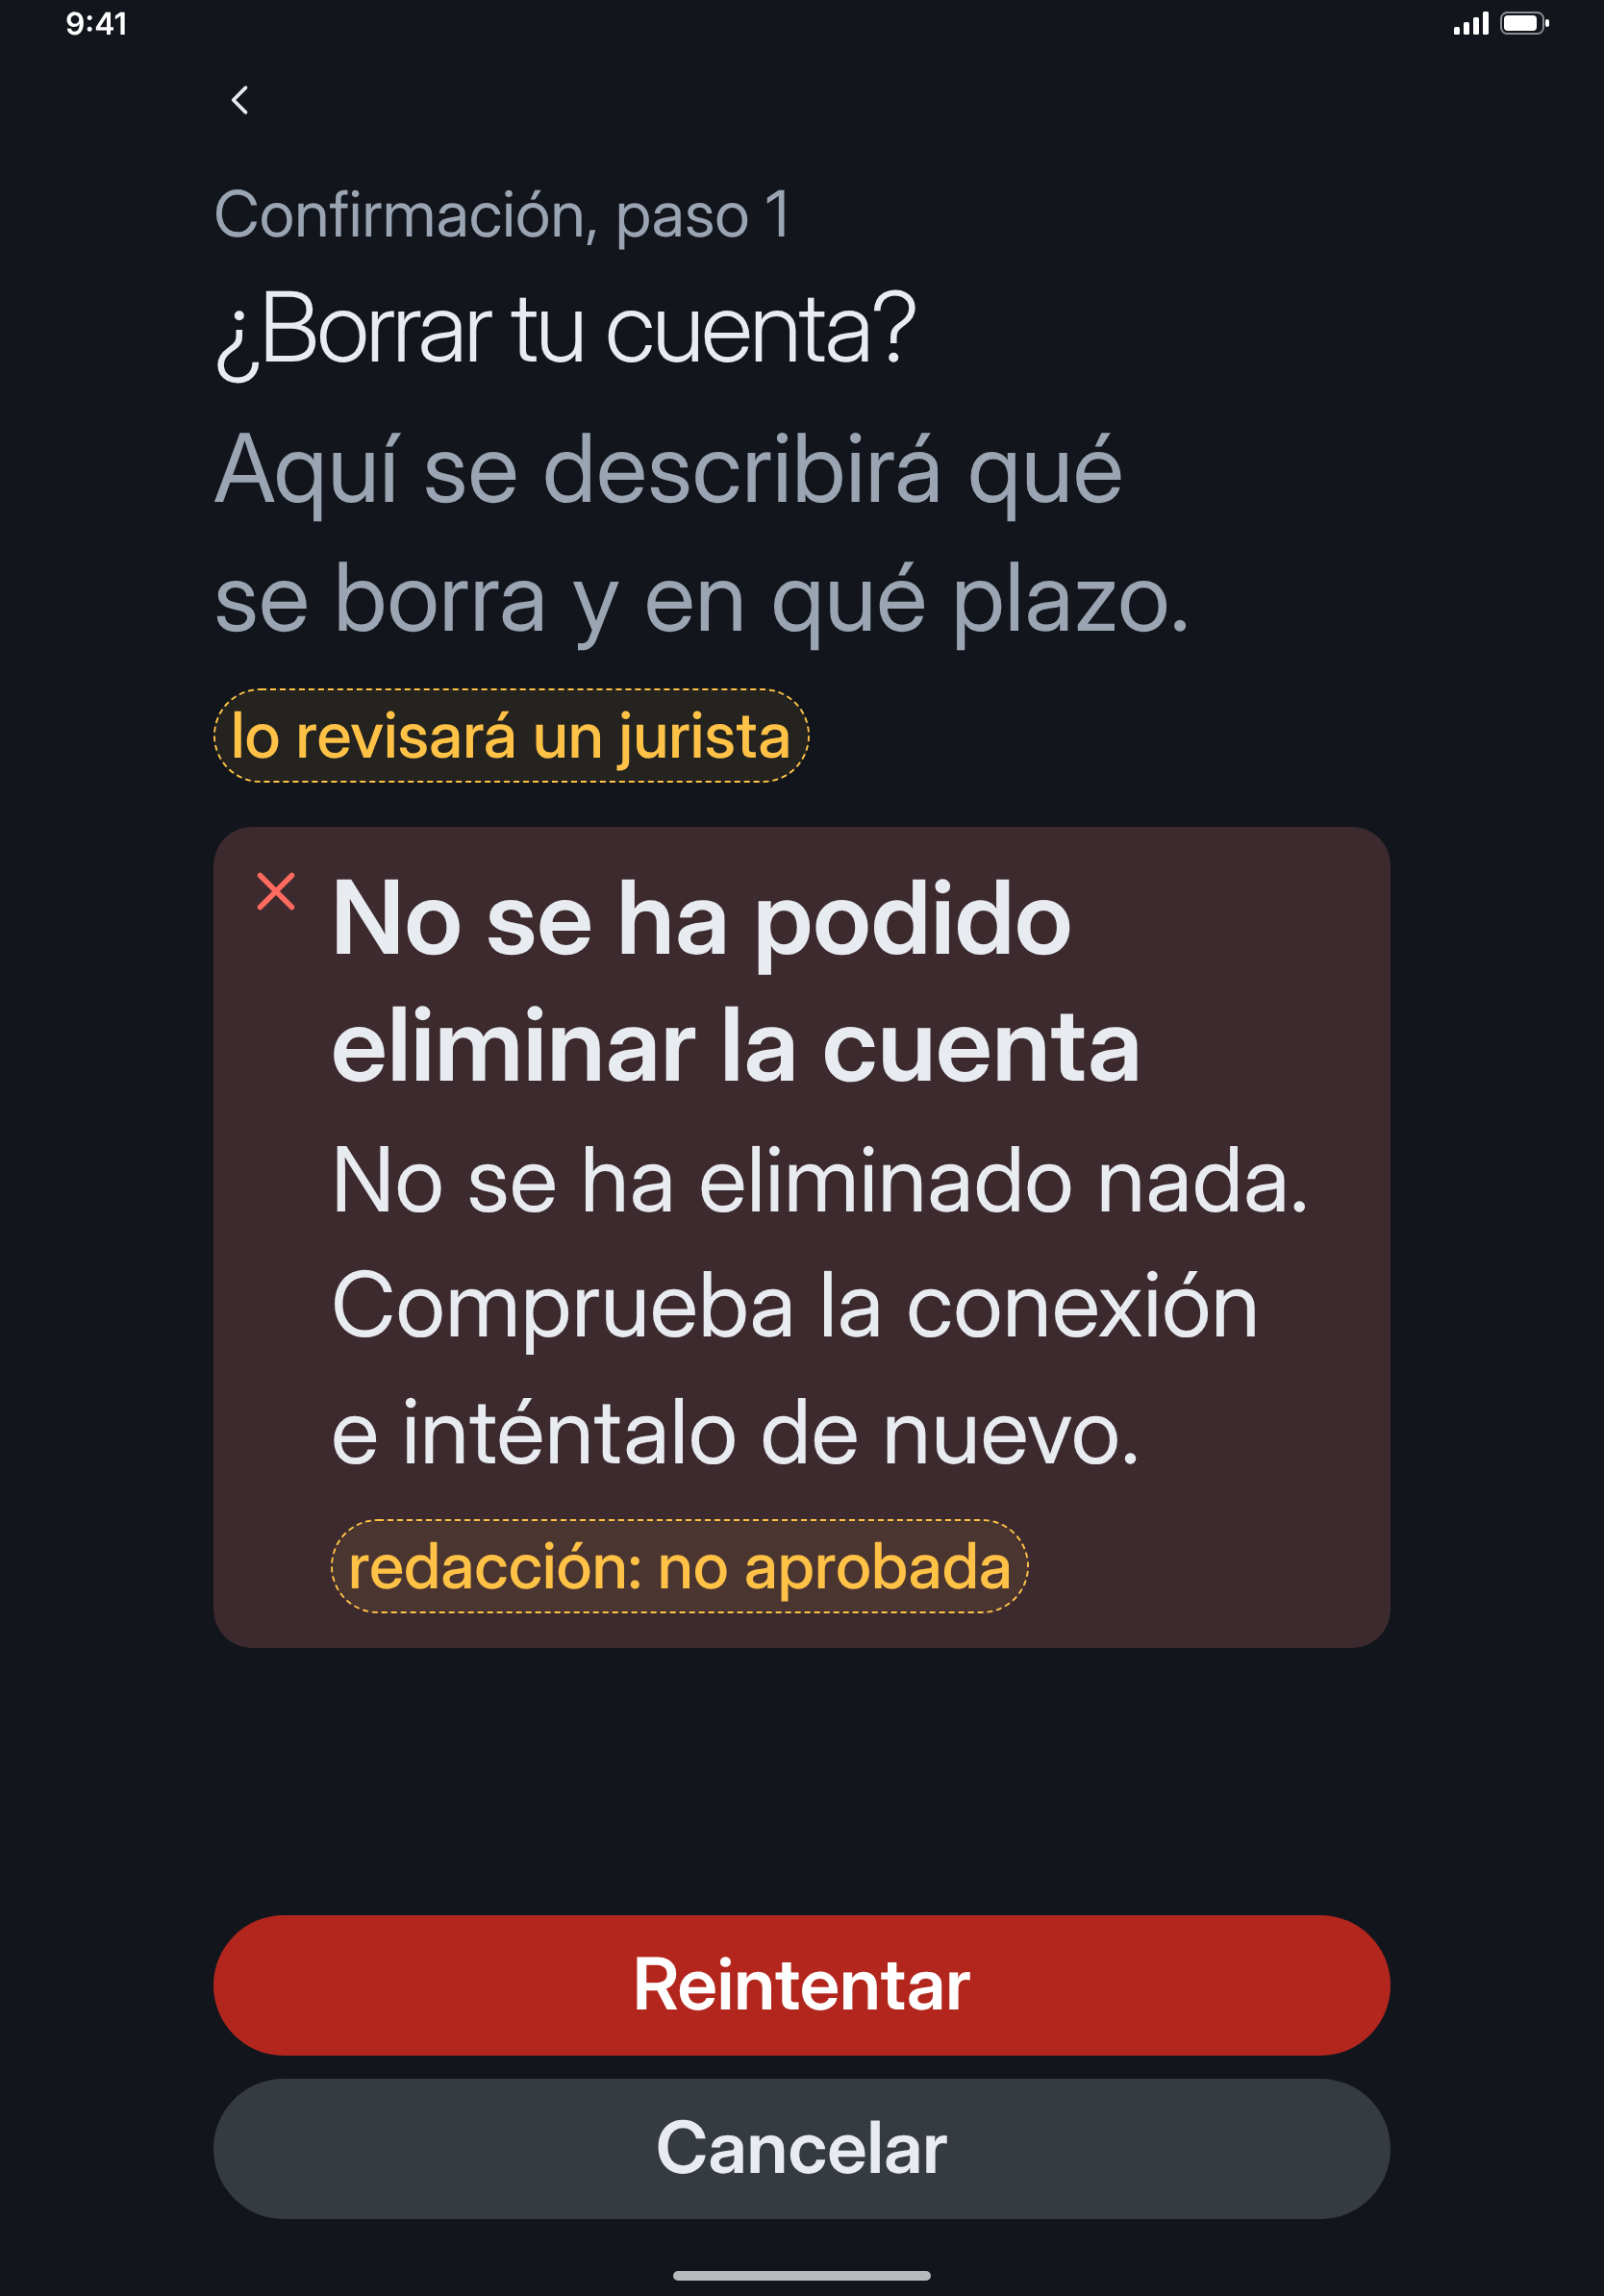 9:41
Confirmación, paso 1
¿Borrar tu cuenta?
Aquí se describirá qué
se borra y en qué plazo.
lo revisará un jurista
No se ha podido
eliminar la cuenta
No se ha eliminado nada.
Comprueba la conexión
e inténtalo de nuevo.
redacción: no aprobada
Reintentar
Cancelar